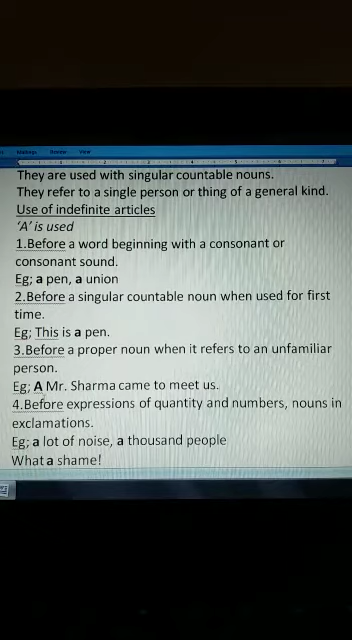 Mailings Review View
They are used with singular countable nouns.
They refer to a single person or thing of a general kind.
Use of indefinite articles
'A' is used
1.Before a word beginning with a consonant or
consonant sound.
Eg; a pen, a union
2.Before a singular countable noun when used for first
time.
Eg; This is a pen.
3.Before a proper noun when it refers to an unfamiliar
person.
Eg; A Mr. Sharma came to meet us.
4.Before expressions of quantity and numbers, nouns in
exclamations.
Eg; a lot of noise, a thousand people
What a shame!